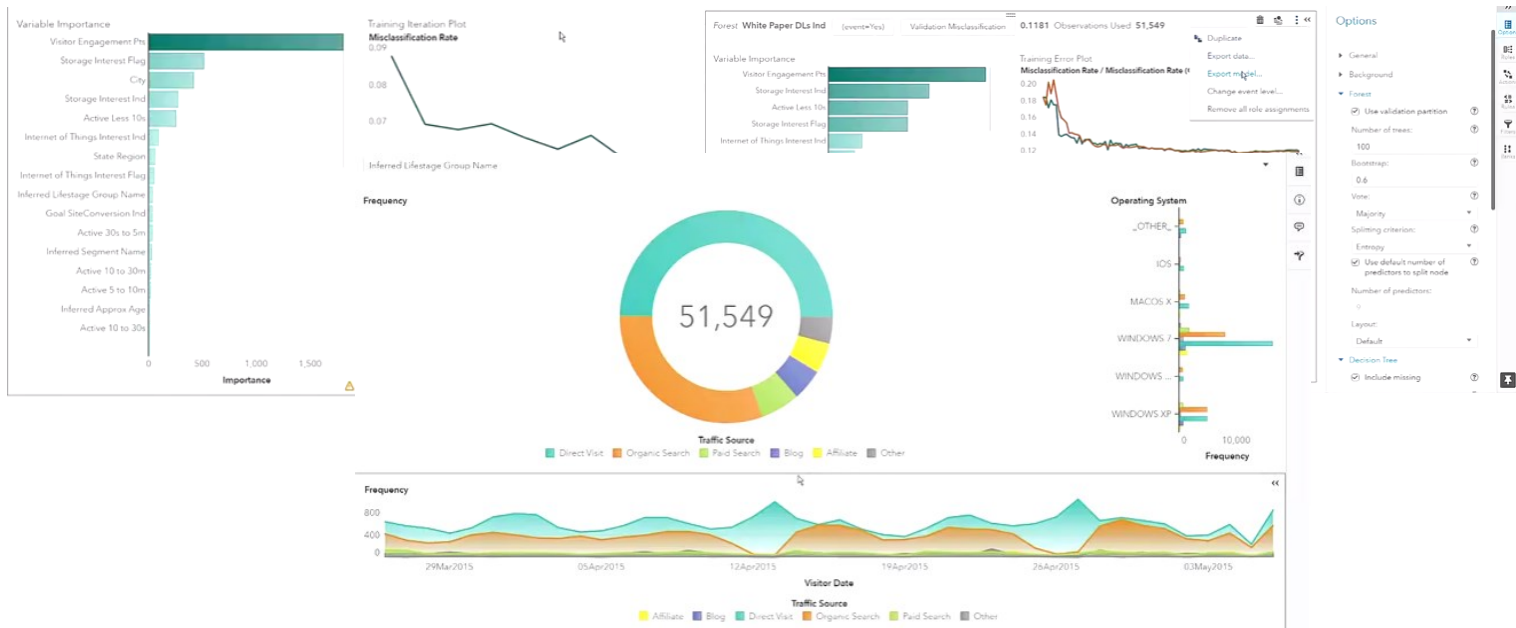 Variable Importance
Visitor Engagement Pts
Storage Interest Flag
City
Storage Interest Ind
Active Less 10s
Internet of Things Interest Ind
State Region
Internet of Things Interest Flag
Inferred Lifestage Group Name
Goal SiteConversion Ind
Active 30s to 5m
Inferred Segment Name
Active 10 to 30m
Active 5 to 10m
Inferred Approx Age
Active 10 to 30s
0 500 1,000 1,500
Importance
Training Iteration Plot
Misclassification Rate
0.09
0.08
0.07
Forest White Paper DLs Ind (event=Yes) Validation Misclassification 0.1181 Observations Used 51,549
Variable Importance
Visitor Engagement Pts
Storage Interest Ind
Active Less 10s
Storage Interest Flag
Internet of Things Interest Ind
Training Error Plot
Misclassification Rate / Misclassification Rate
0.20
0.18
0.16
0.14
0.12
Duplicate
Export data...
Export model...
Change event level...
Remove all role assignments
Options
General
Background
Forest
Use validation partition
Number of trees:
100
Bootstrap:
0.6
Vote:
Majority
Splitting criterion:
Entropy
Use default number of
predictors to split node
Number of predictors:
Layout:
Default
Decision Tree
Include missing
Inferred Lifestage Group Name
Frequency
51,549
Traffic Source
Direct Visit Organic Search Paid Search Blog Affiliate Other
Operating System
_OTHER_
IOS
MACOS X
WINDOWS 7
WINDOWS ...
WINDOWS XP
0 10,000
Frequency
Frequency
800
400
0
29Mar2015 05Apr2015 12Apr2015 19Apr2015 26Apr2015 03May2015
Visitor Date
Traffic Source
Affiliate Blog Direct Visit Organic Search Paid Search Other